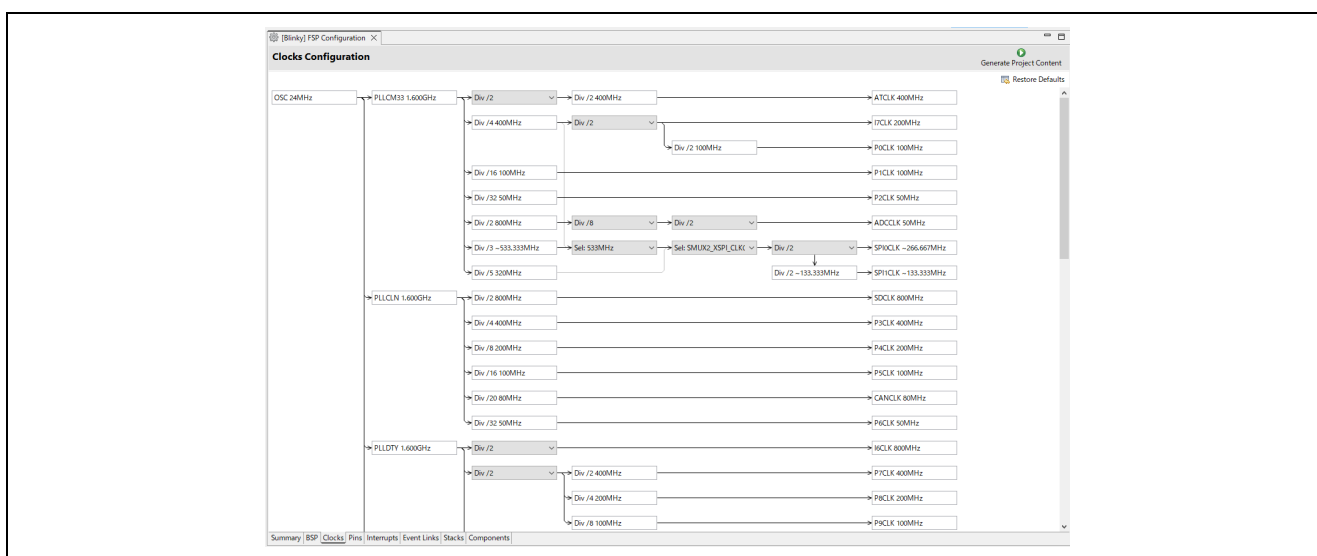 [Blinky] FSP Configuration
Clocks Configuration
Generate Project Content
Restore Defaults
OSC 24MHz PLLCM33 1.600GHz Div /2 Div /2 400MHz ATCLK 400MHz
Div /4 400MHz Div /2 I7CLK 200MHz
Div /2 100MHz P0CLK 100MHz
Div /16 100MHz P1CLK 100MHz
Div /32 50MHz P2CLK 50MHz
Div /2 800MHz Div /8 Div /2 ADCCLK 50MHz
Div /3 ~533.333MHz Sel: 533MHz Sel: SMUX2_XSPI_CLK( Div /2 SPI0CLK ~266.667MHz
Div /5 320MHz Div /2 ~133.333MHz SPI1CLK ~133.333MHz
PLLCLN 1.600GHz Div /2 800MHz SDCLK 800MHz
Div /4 400MHz P3CLK 400MHz
Div /8 200MHz P4CLK 200MHz
Div /16 100MHz P5CLK 100MHz
Div /20 80MHz CANCLK 80MHz
Div /32 50MHz P6CLK 50MHz
PLLDTY 1.600GHz Div /2 I6CLK 800MHz
Div /2 Div /2 400MHz P7CLK 400MHz
Div /4 200MHz P8CLK 200MHz
Div /8 100MHz P9CLK 100MHz
Summary BSP Clocks Pins Interrupts Event Links Stacks Components